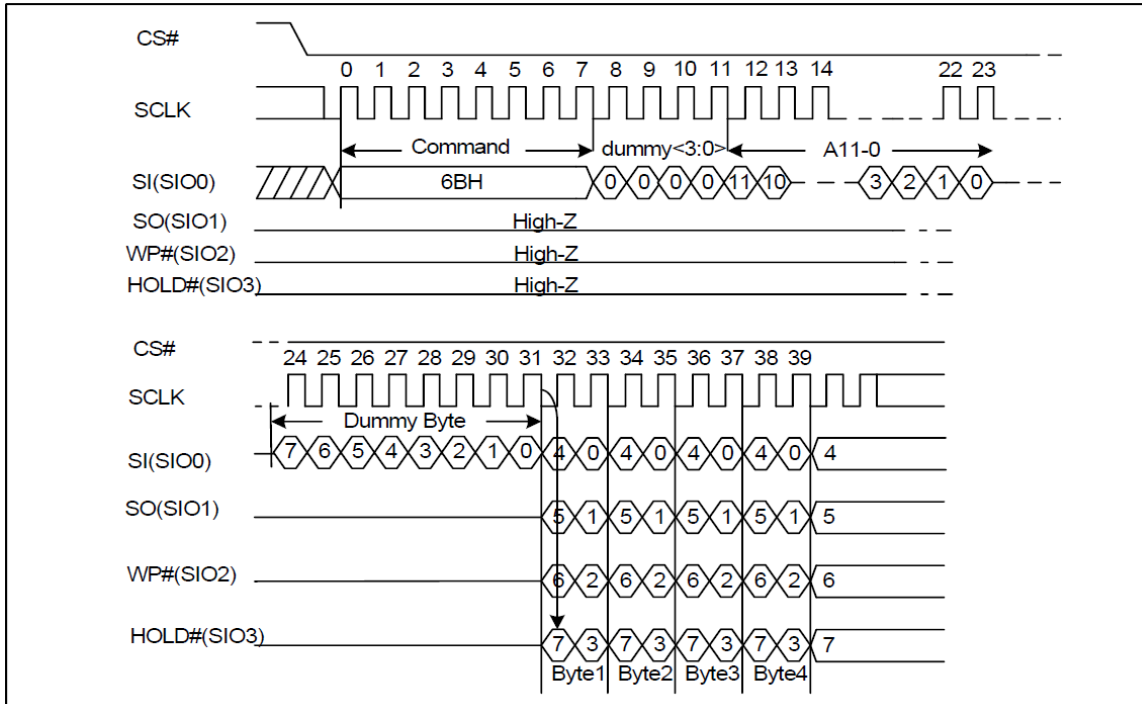 CS#
0 1 2 3 4 5 6 7 8 9 10 11 12 13 14 22 23
SCLK
Command dummy<3:0> A11-0
SI(SIO0) 6BH 0 0 0 0 11 10 3 2 1 0
SO(SIO1) High-Z
WP#(SIO2) High-Z
HOLD#(SIO3) High-Z
CS#
24 25 26 27 28 29 30 31 32 33 34 35 36 37 38 39
SCLK
Dummy Byte
SI(SIO0) 7 6 5 4 3 2 1 0 4 0 4 0 4 0 4 0 4
SO(SIO1) 5 1 5 1 5 1 5 1 5
WP#(SIO2) 6 2 6 2 6 2 6 2 6
HOLD#(SIO3) 7 3 7 3 7 3 7 3 7
Byte1 Byte2 Byte3 Byte4